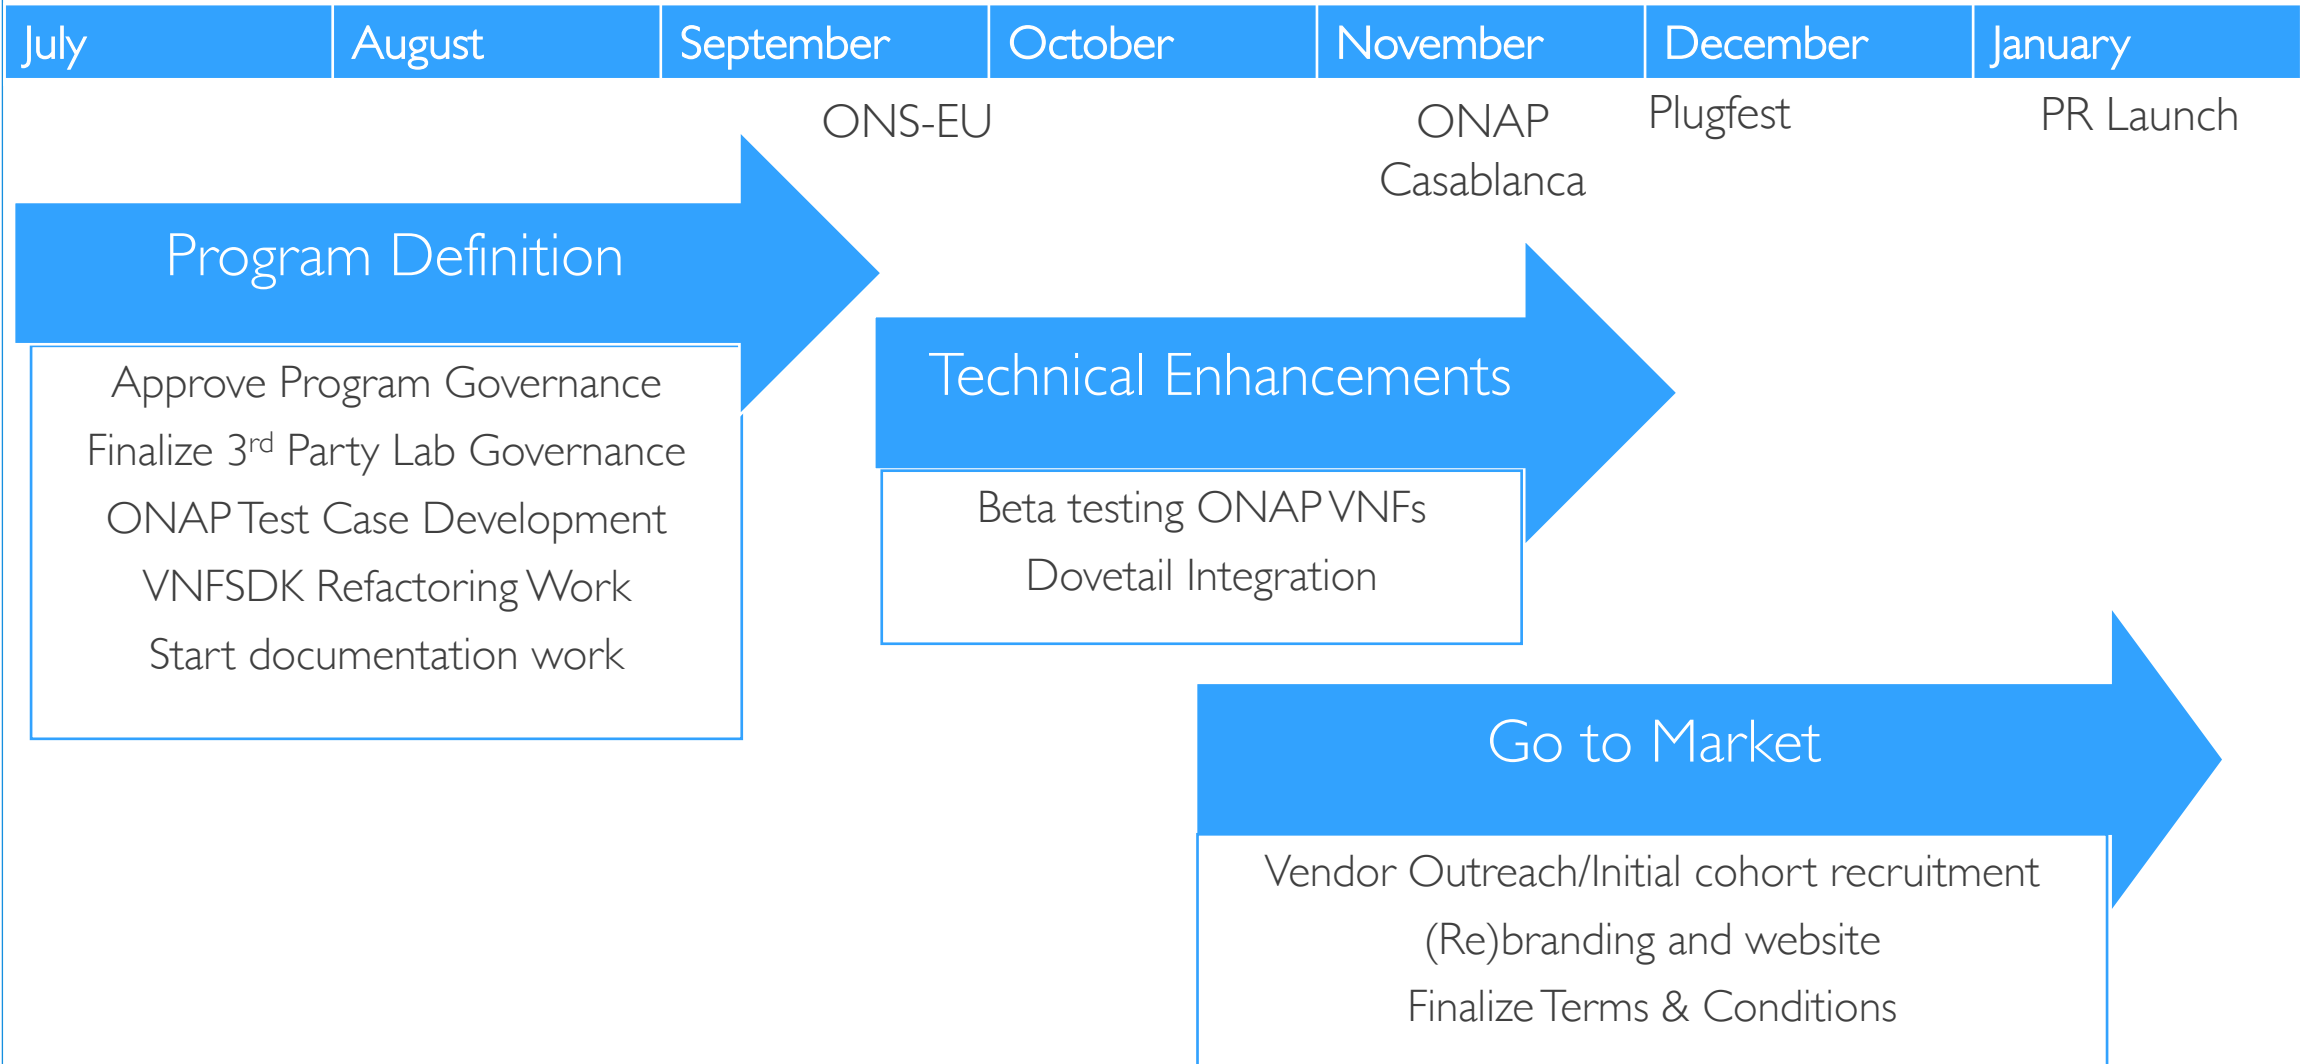 July August September October November December January
ONS-EU
ONAP
Casablanca
Plugfest
PR Launch
Program Definition
Approve Program Governance
Finalize 3rd Party Lab Governance
ONAP Test Case Development
VNFSDK Refactoring Work
Start documentation work
Technical Enhancements
Beta testing ONAP VNFs
Dovetail Integration
Go to Market
Vendor Outreach/Initial cohort recruitment
(Re)branding and website
Finalize Terms & Conditions